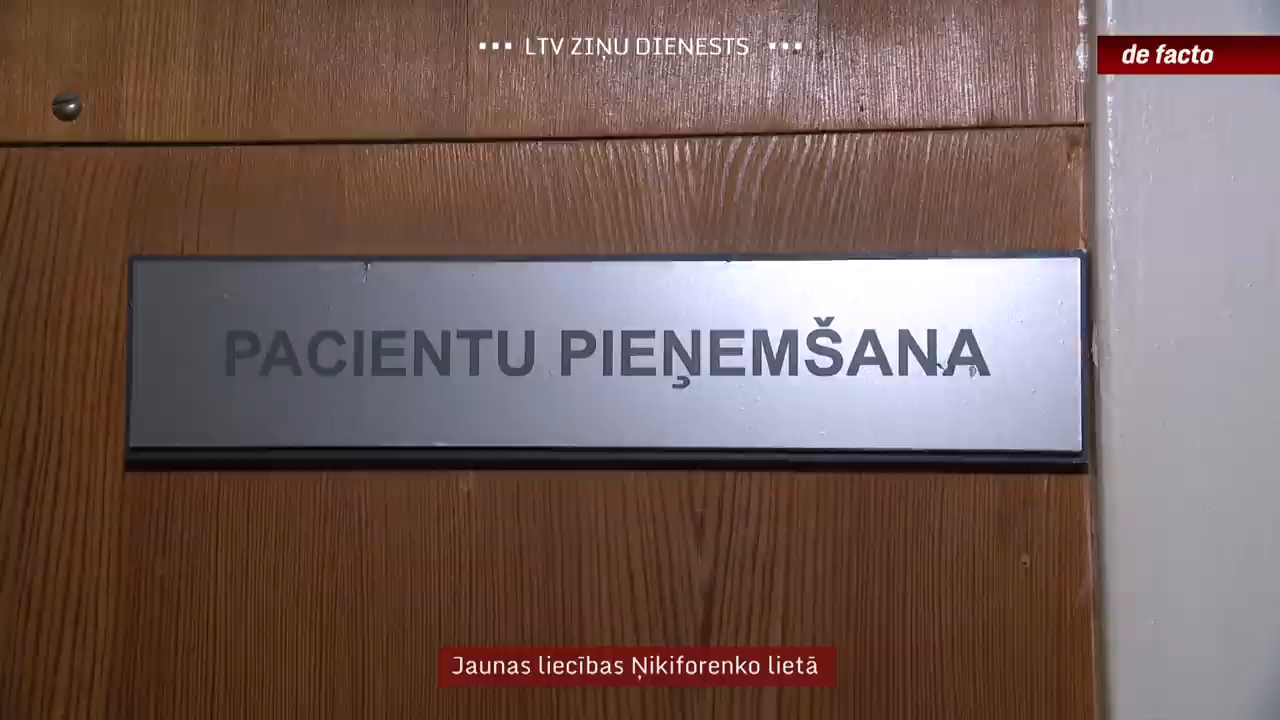 LTV ZIŅU DIENESTS
de facto
PACIENTU PIEŅEMŠANA
Jaunas liecības Ņikiforenko lietā